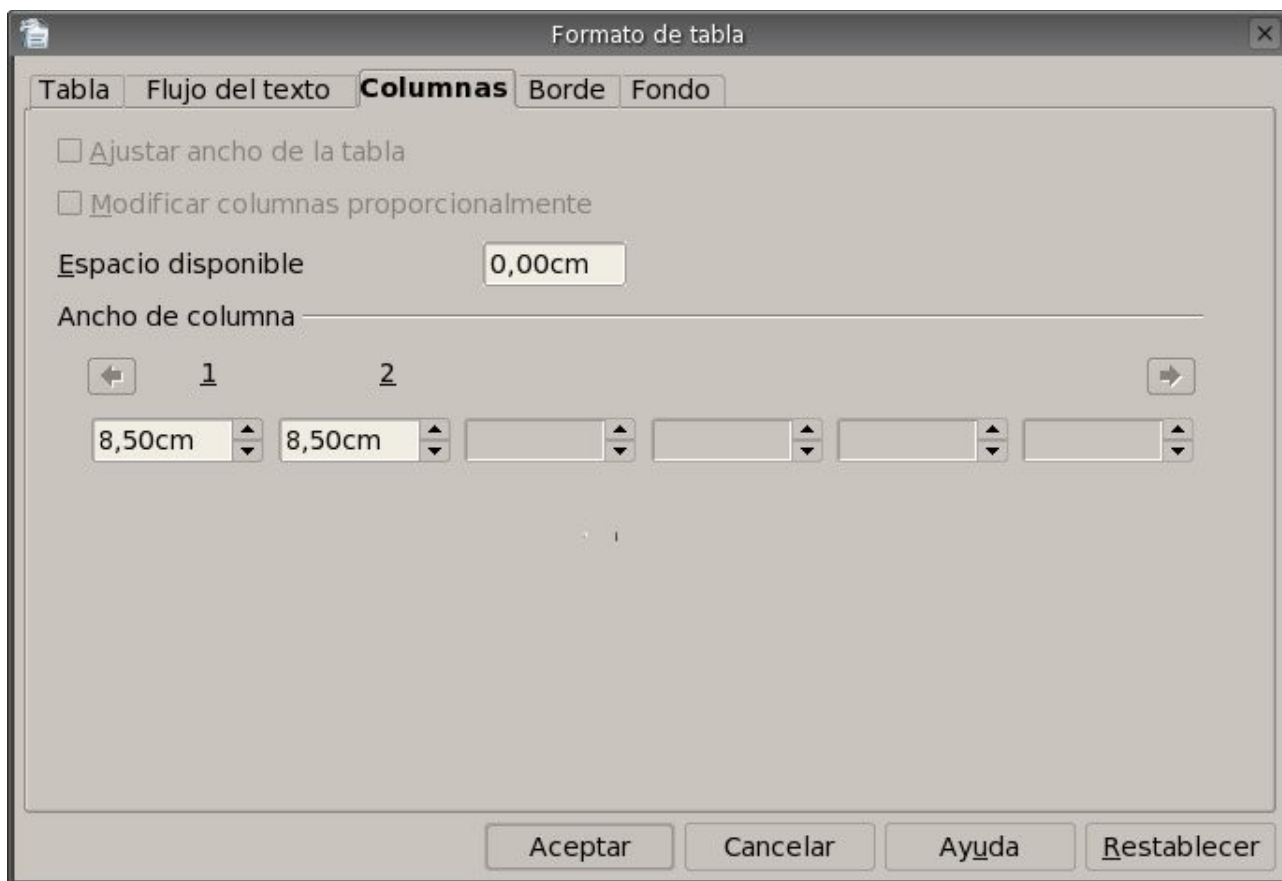 Formato de tabla
Tabla Flujo del texto Columnas Borde Fondo
Ajustar ancho de la tabla
Modificar columnas proporcionalmente
Espacio disponible 0,00cm
Ancho de columna
1 2
8,50cm 8,50cm
Aceptar Cancelar Ayuda Restablecer